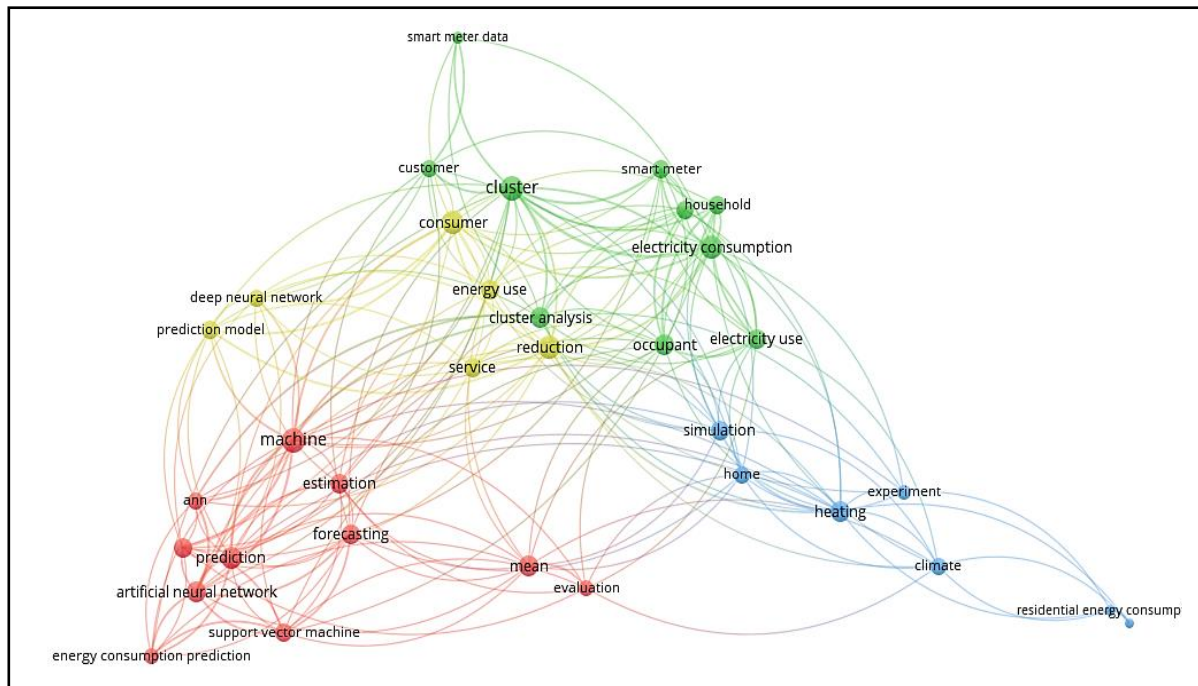 smart meter data
customer
smart meter
cluster
household
consumer
electricity consumption
energy use
deep neural network
cluster analysis
prediction model
electricity use
reduction
occupant
service
simulation
machine
home
estimation
experiment
ann
heating
forecasting
prediction
mean
climate
evaluation
artificial neural network
residential energy consump
support vector machine
energy consumption prediction